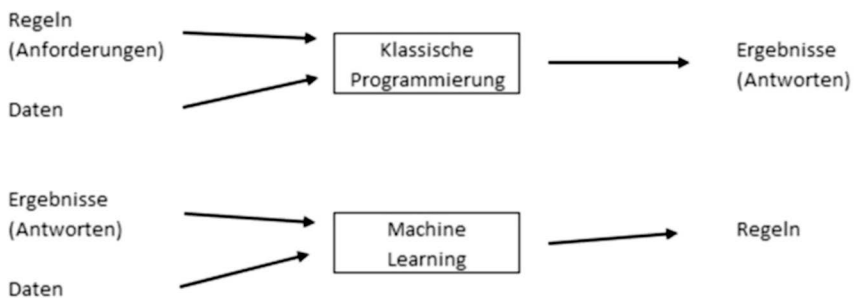 Regeln
(Anforderungen)
Daten
Klassische
Programmierung
Ergebnisse
(Antworten)
Ergebnisse
(Antworten)
Daten
Machine
Learning
Regeln